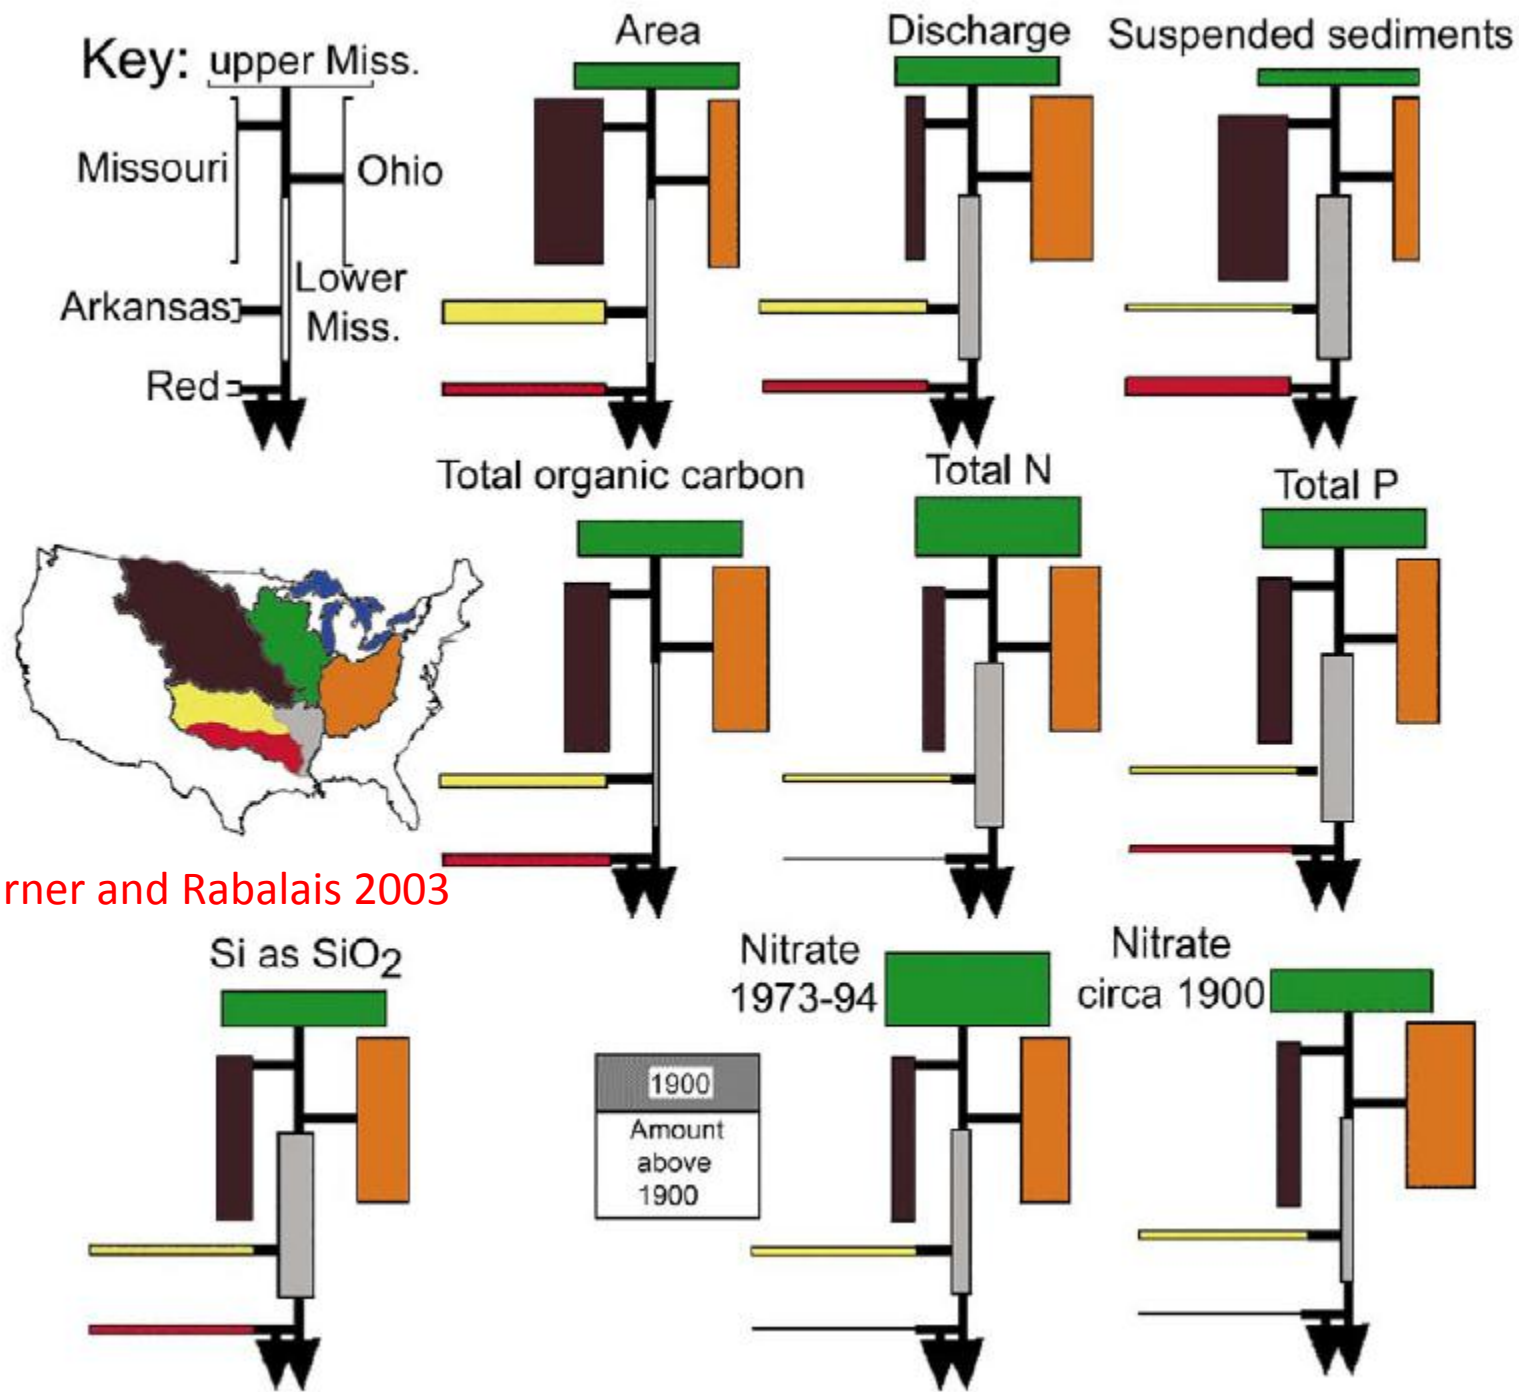 Key: upper Miss.
Missouri
Ohio
Lower
Miss.
Arkansas
Red
Area
Discharge
Suspended sediments
Total organic carbon
Total N
Total P
rner and Rabalais 2003
Si as SiO2
1900
Amount
above
1900
Nitrate
1973-94
Nitrate
circa 1900